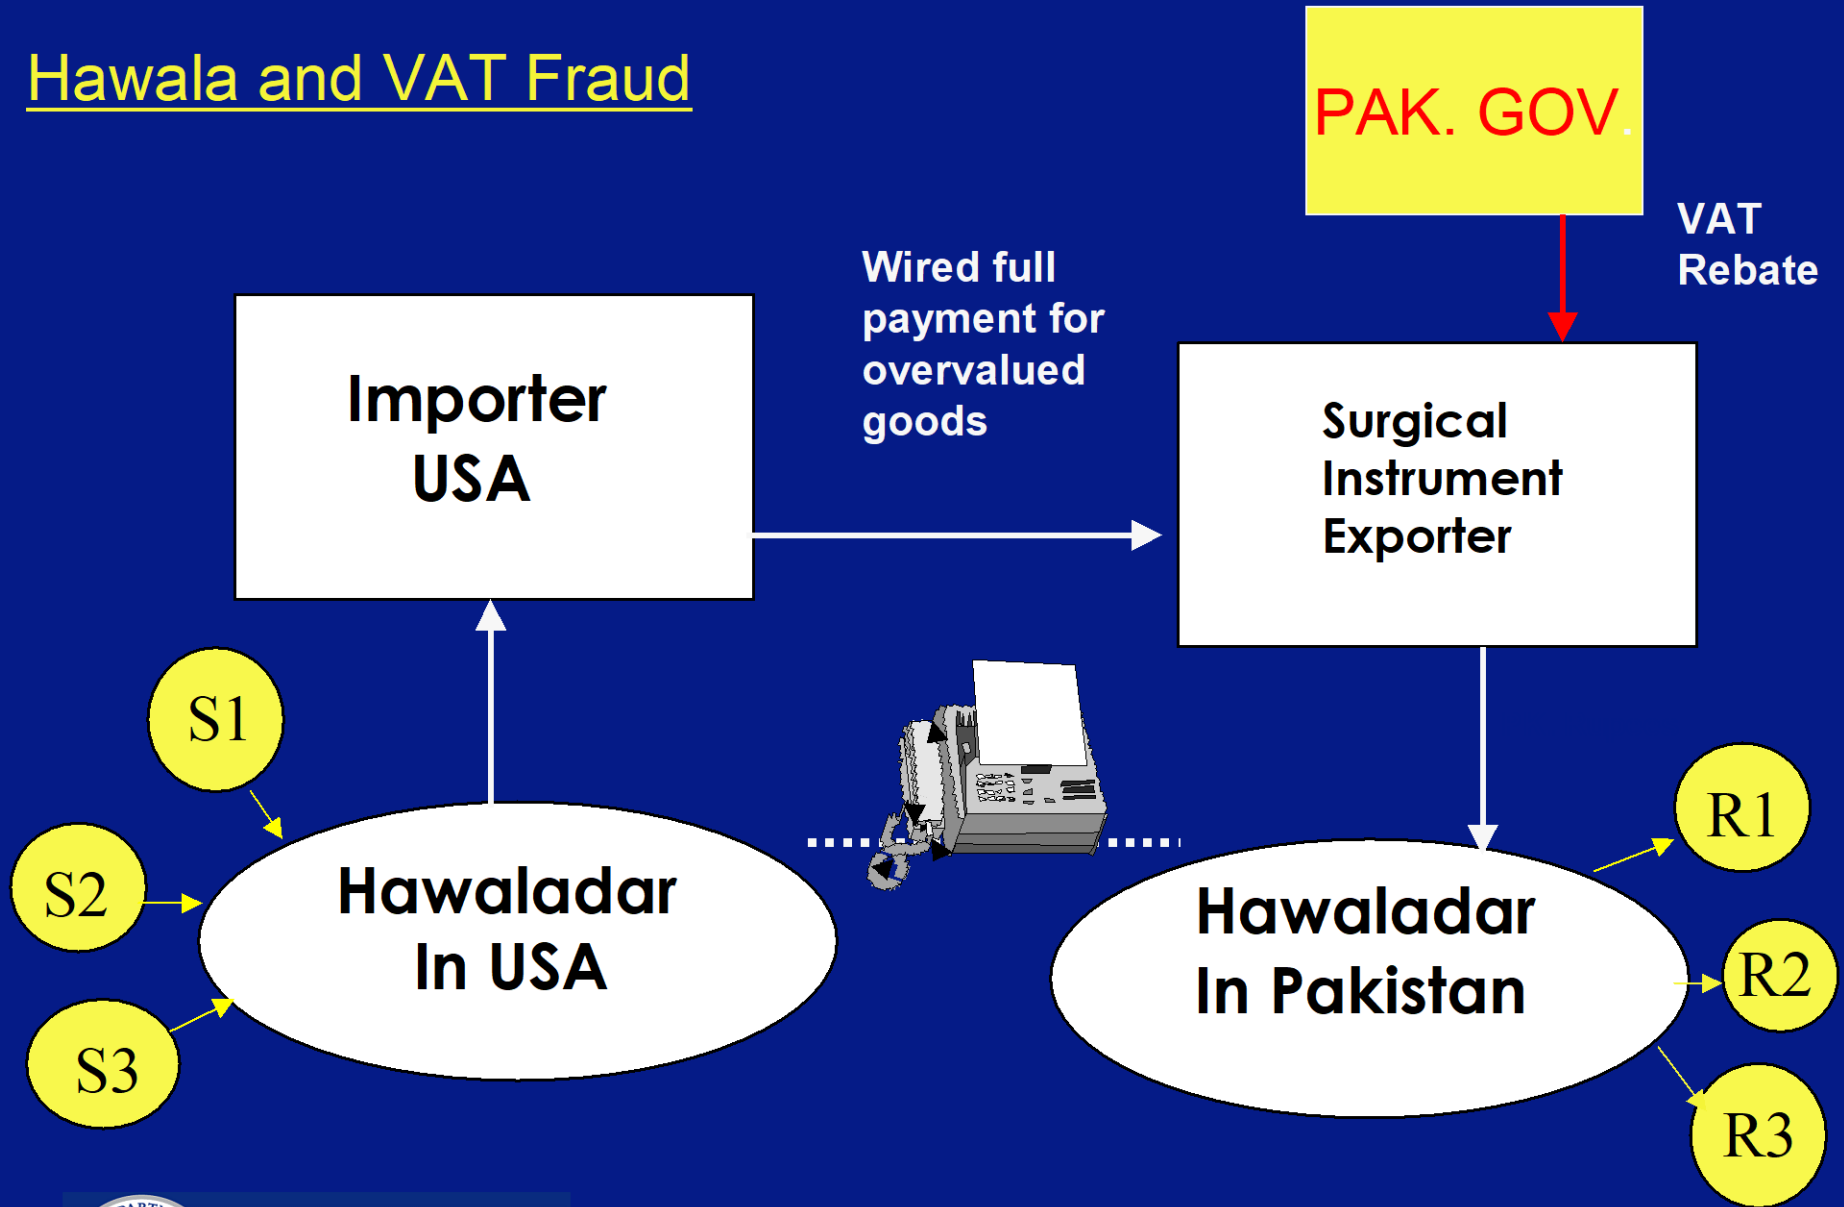 Hawala and VAT Fraud
PAK. GOV.
VAT
Rebate
Wired full
payment for
overvalued
goods
Importer
USA
Surgical
Instrument
Exporter
S1
S2
S3
Hawaladar
In USA
Hawaladar
In Pakistan
R1
R2
R3